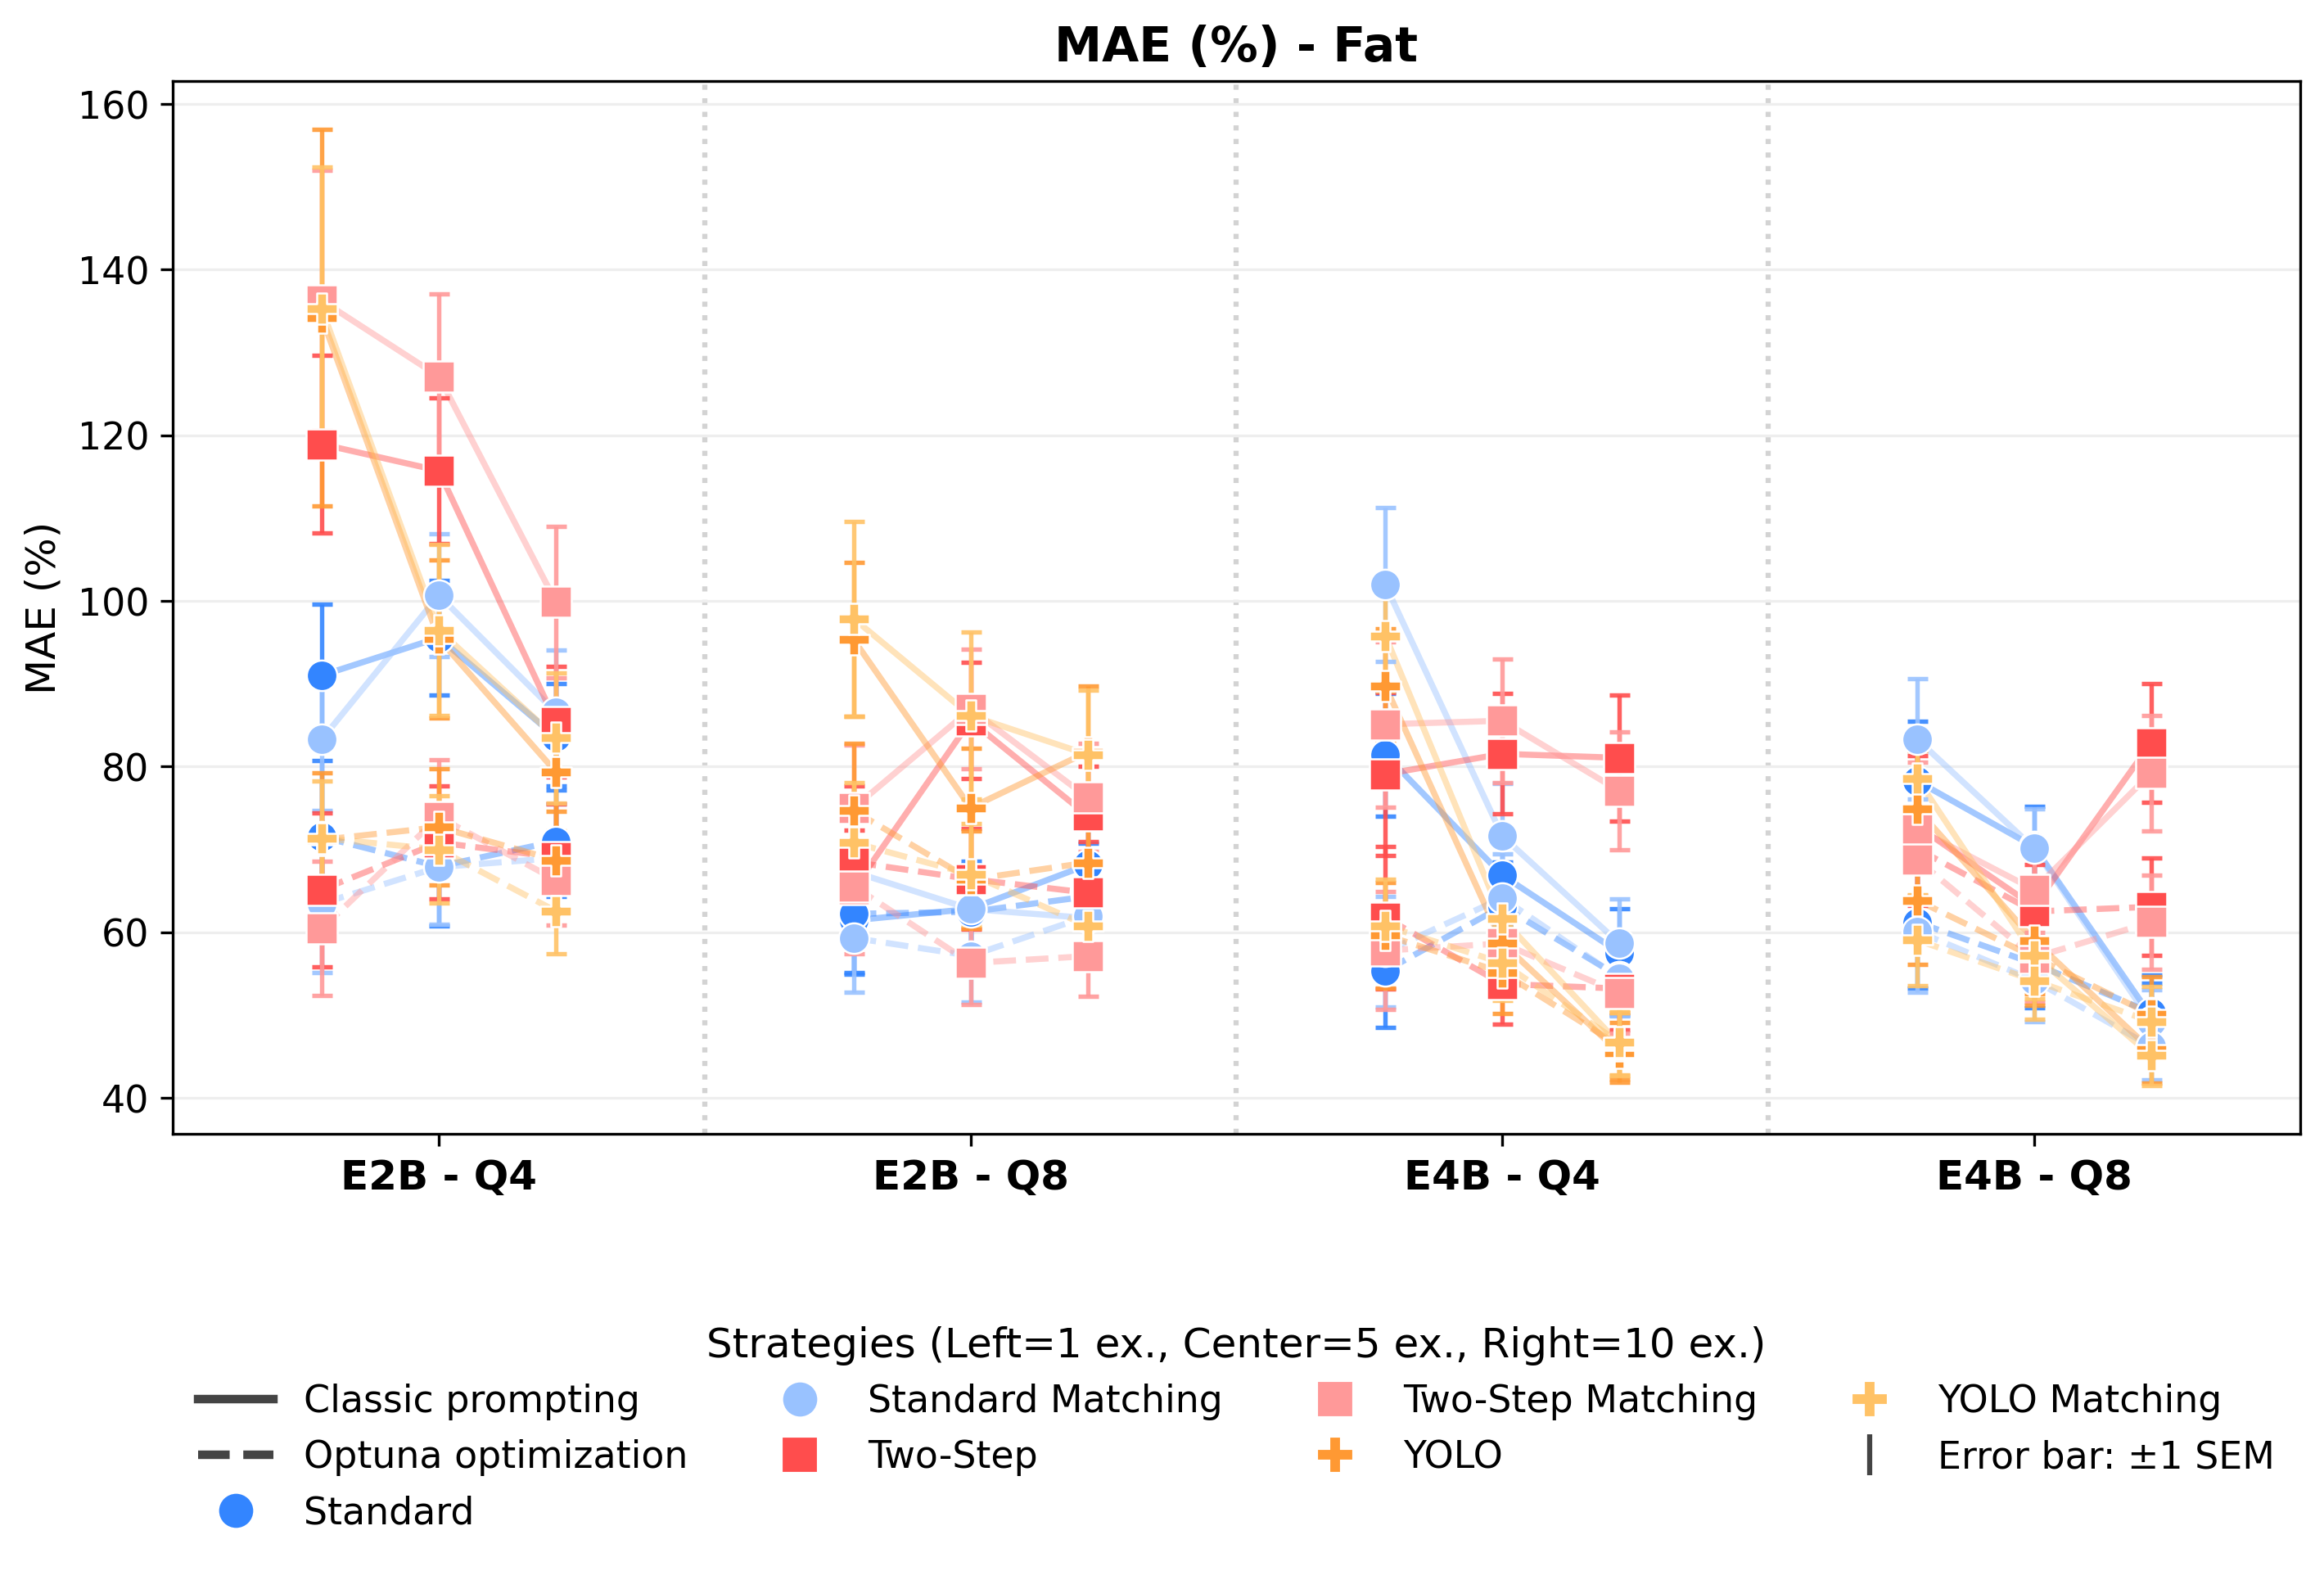 MAE (%) - Fat
160
140
120
100
80
60
40
MAE (%)
E2B - Q4
E2B - Q8
E4B - Q4
E4B - Q8
Strategies (Left=1 ex., Center=5 ex., Right=10 ex.)
Classic prompting
Optuna optimization
Standard
Standard Matching
Two-Step
Two-Step Matching
YOLO
YOLO Matching
Error bar: ±1 SEM